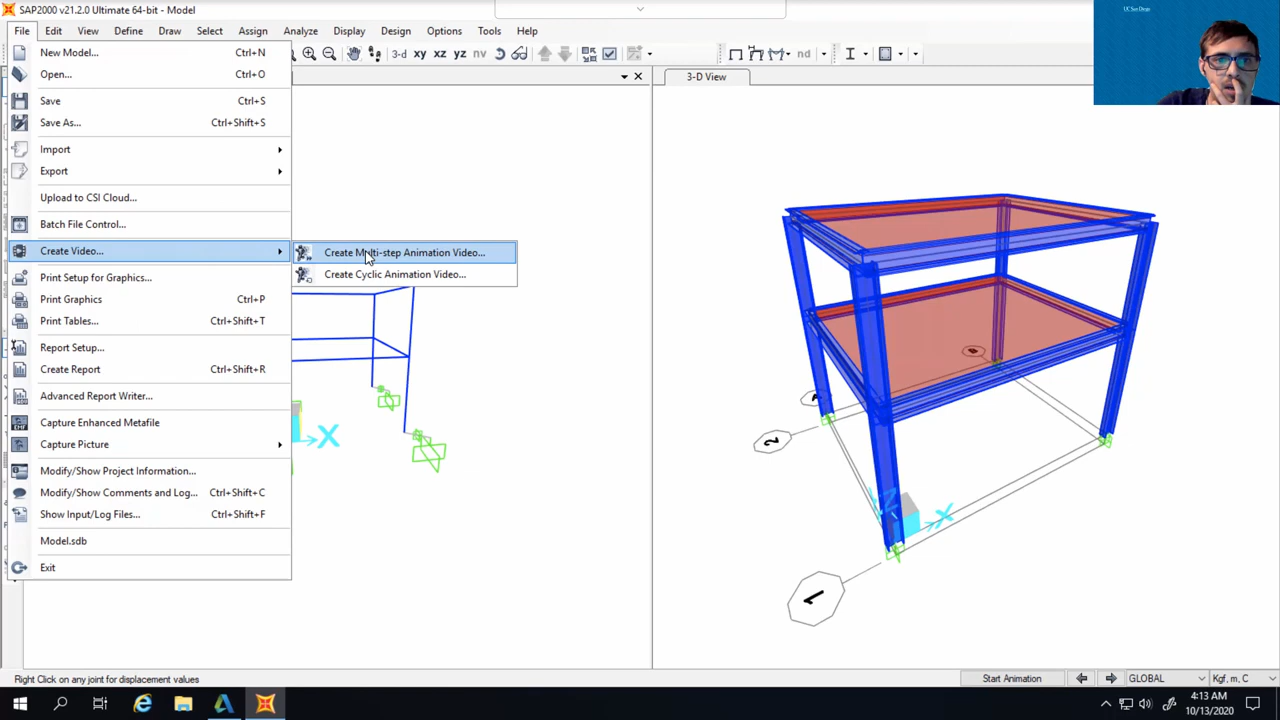 SAP2000 v21.2.0 Ultimate 64-bit - Model
UC San Diego
File Edit View Define Draw Select Assign Analyze Display Design Options Tools Help
New Model... Ctrl+N
3-d xy xz yz nd
Open... Ctrl+O
3-D View
Save Ctrl+S
Save As... Ctrl+Shift+S
Import
Export
Upload to CSI Cloud...
Batch File Control...
Create Video...
Create Multi-step Animation Video...
Create Cyclic Animation Video...
Print Setup for Graphics...
Print Graphics Ctrl+P
Print Tables... Ctrl+Shift+T
Report Setup...
Create Report Ctrl+Shift+R
Advanced Report Writer...
Capture Enhanced Metafile
Capture Picture
Modify/Show Project Information...
Modify/Show Comments and Log... Ctrl+Shift+C
Show Input/Log Files... Ctrl+Shift+F
Model.sdb
Exit
X
2
Z
X
1
Right Click on any joint for displacement values
Start Animation
GLOBAL
Kgf, m, C
4:13 AM
10/13/2020